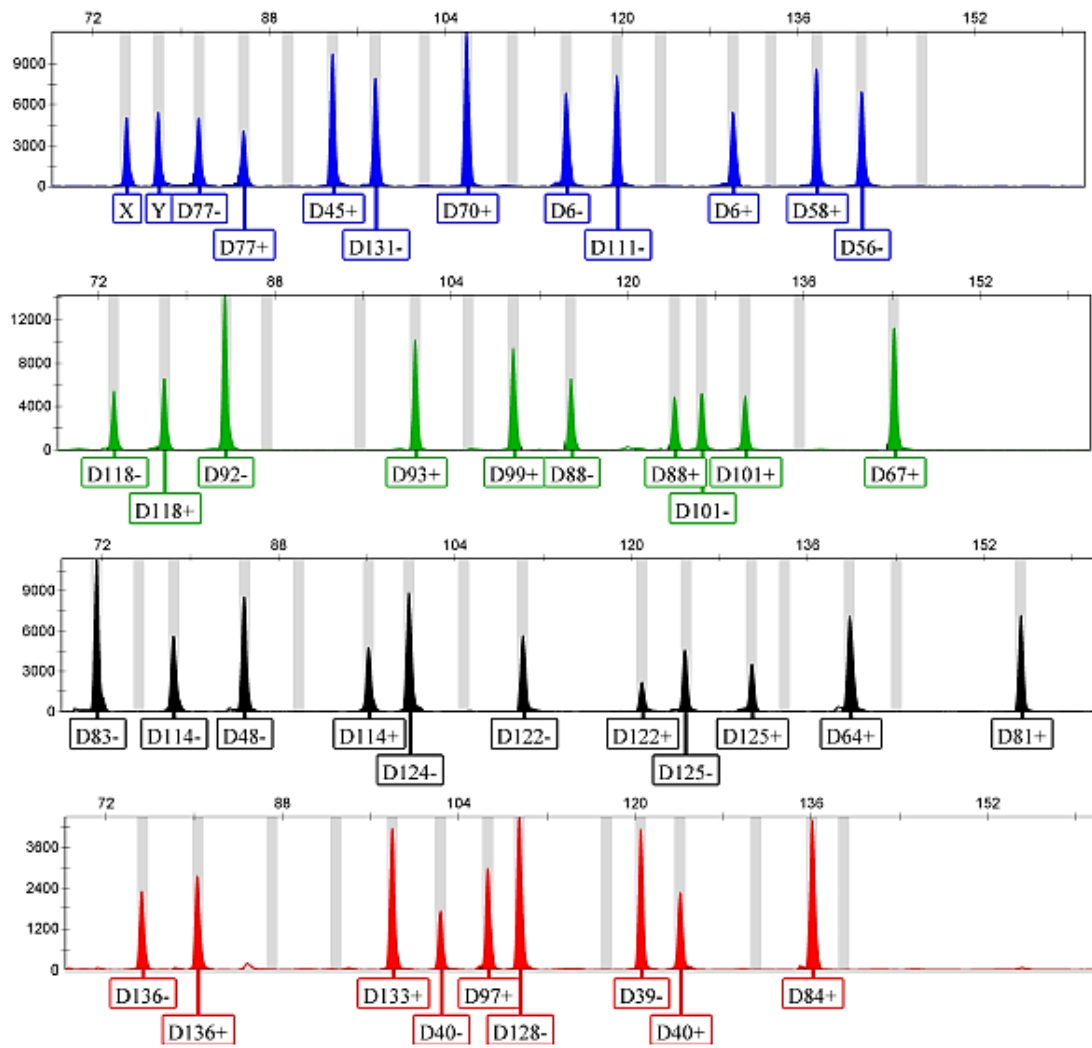 72 88 104 120 136 152
9000
6000
3000
0
X Y D77- D45+ D70+ D6- D6+ D58+
D77+ D131- D111- D56-
72 88 104 120 136 152
12000
8000
4000
0
D118- D92- D93+ D99+ D88- D88+ D101+ D67+
D118+ D101-
72 88 104 120 136 152
9000
6000
3000
0
D83- D114- D48- D114+ D122- D122+ D125+ D64+ D81+
D124- D125-
72 88 104 120 136 152
3600
2400
1200
0
D136- D133+ D97+ D39- D84+
D136+ D40- D128- D40+